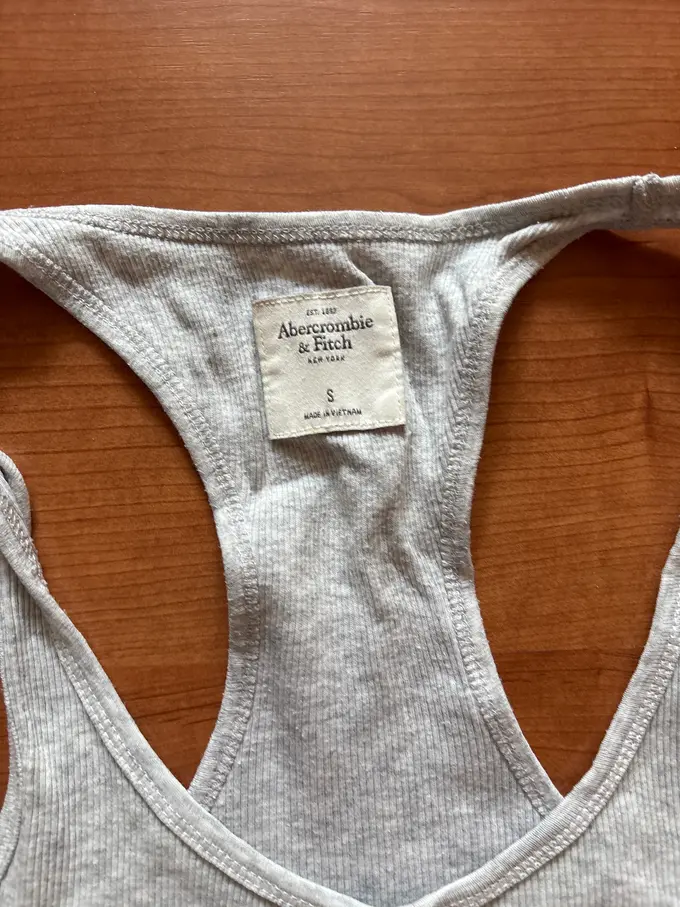 EST. 1892
Abercrombie
& Fitch
NEW YORK
S
MADE IN VIETNAM